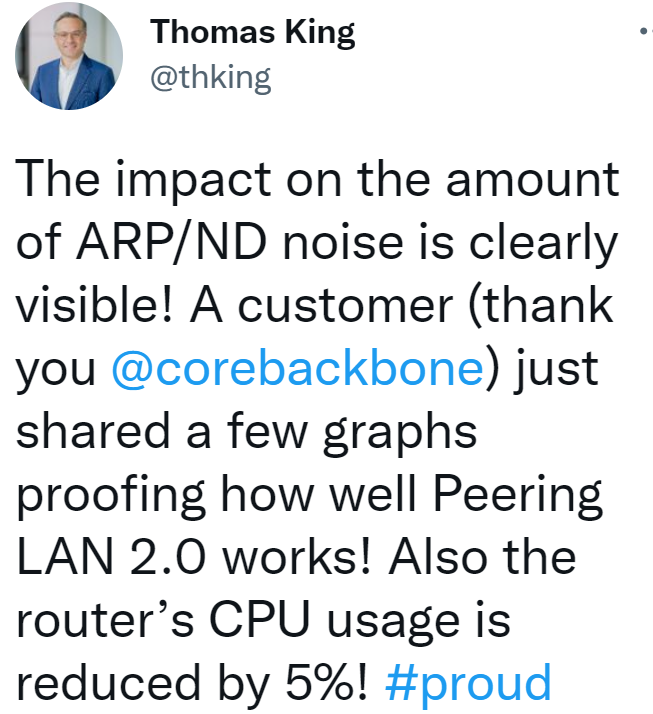 Thomas King
@thking
The impact on the amount
of ARP/ND noise is clearly
visible! A customer (thank
you @corebackbone) just
shared a few graphs
proofing how well Peering
LAN 2.0 works! Also the
router’s CPU usage is
reduced by 5%! #proud